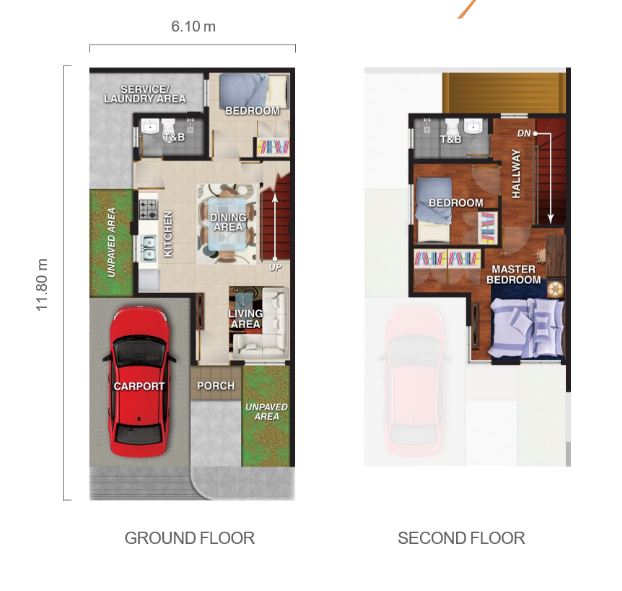 6.10 m
11.80 m
SERVICE/
LAUNDRY AREA
BEDROOM
T&B
UNPAVED AREA
KITCHEN
DINING
AREA
UP
LIVING
AREA
CARPORT
PORCH
UNPAVED
AREA
GROUND FLOOR
T&B
DN
HALLWAY
BEDROOM
MASTER
BEDROOM
SECOND FLOOR